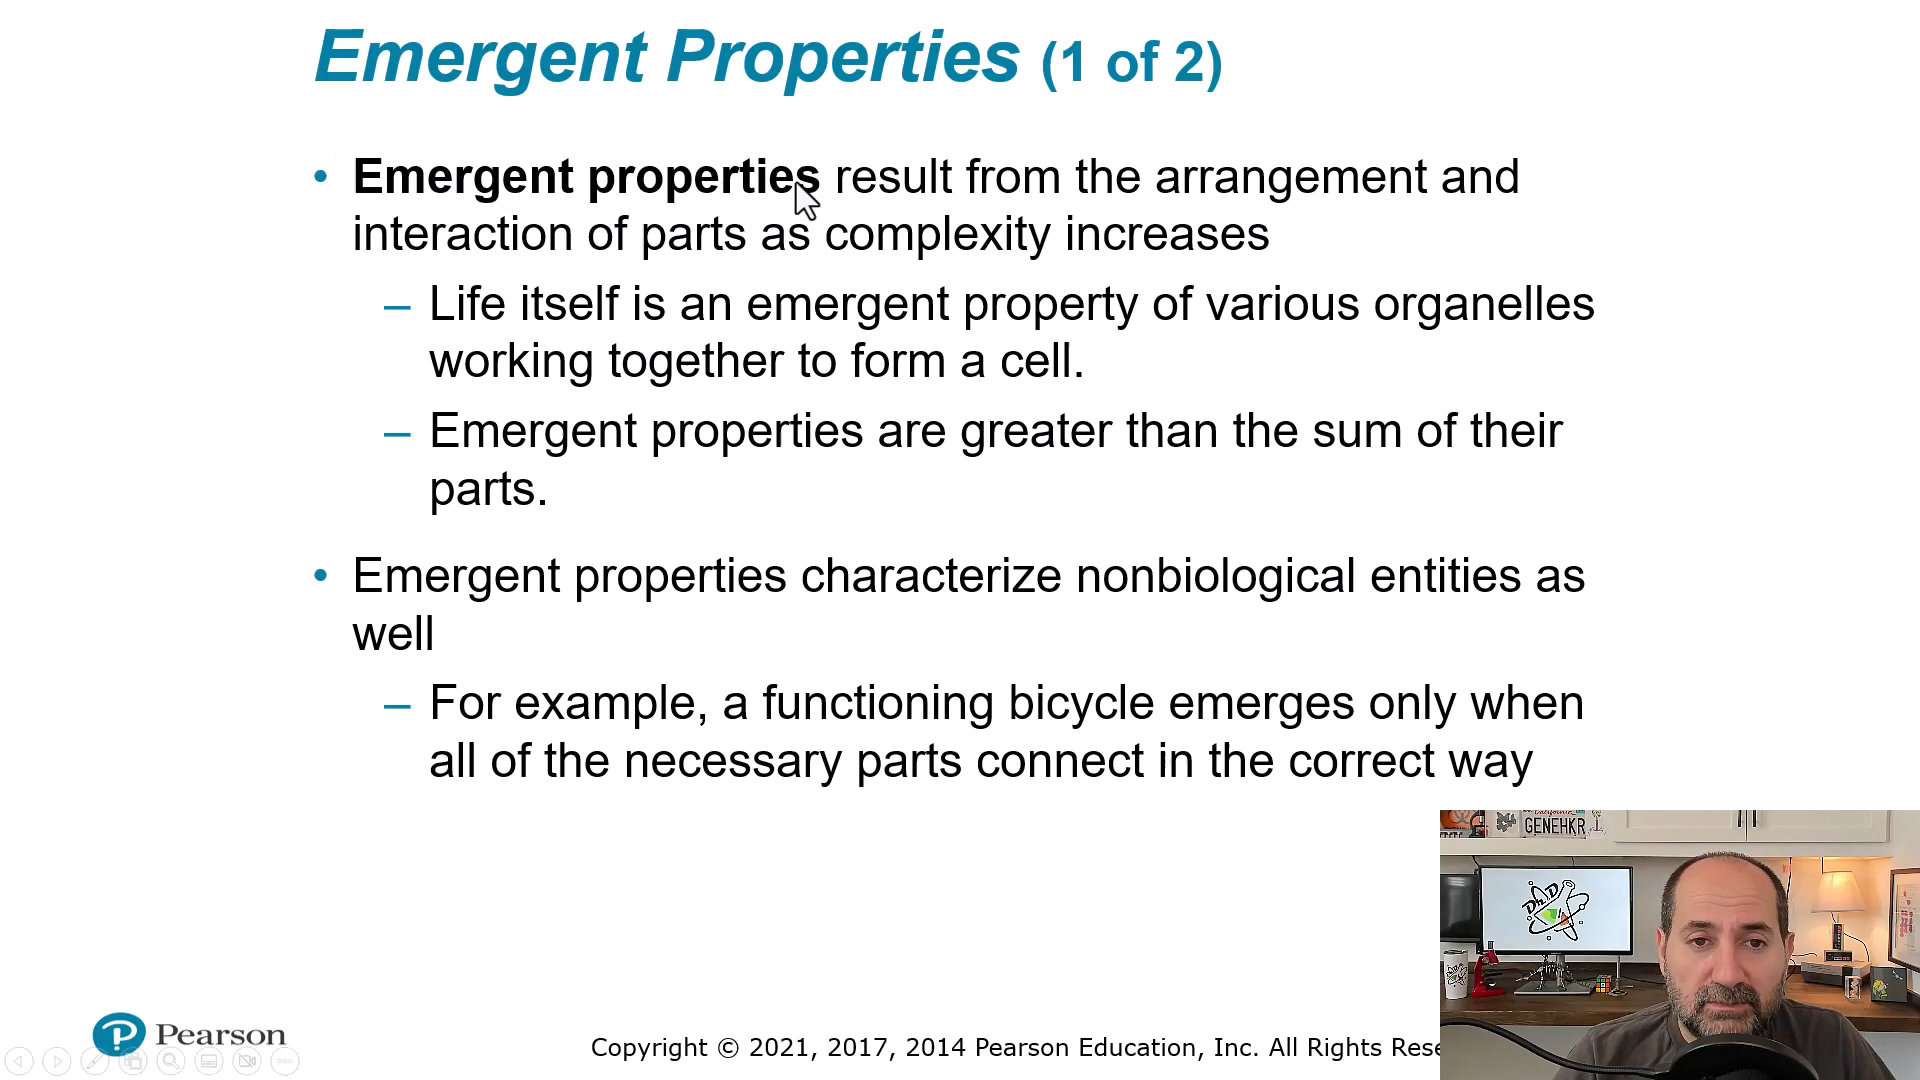 Emergent Properties (1 of 2)
• Emergent properties result from the arrangement and
interaction of parts as complexity increases
– Life itself is an emergent property of various organelles
working together to form a cell.
– Emergent properties are greater than the sum of their
parts.
• Emergent properties characterize nonbiological entities as
well
– For example, a functioning bicycle emerges only when
all of the necessary parts connect in the correct way
GENEHKR
Ph.D
Pearson
Copyright © 2021, 2017, 2014 Pearson Education, Inc. All Rights Rese